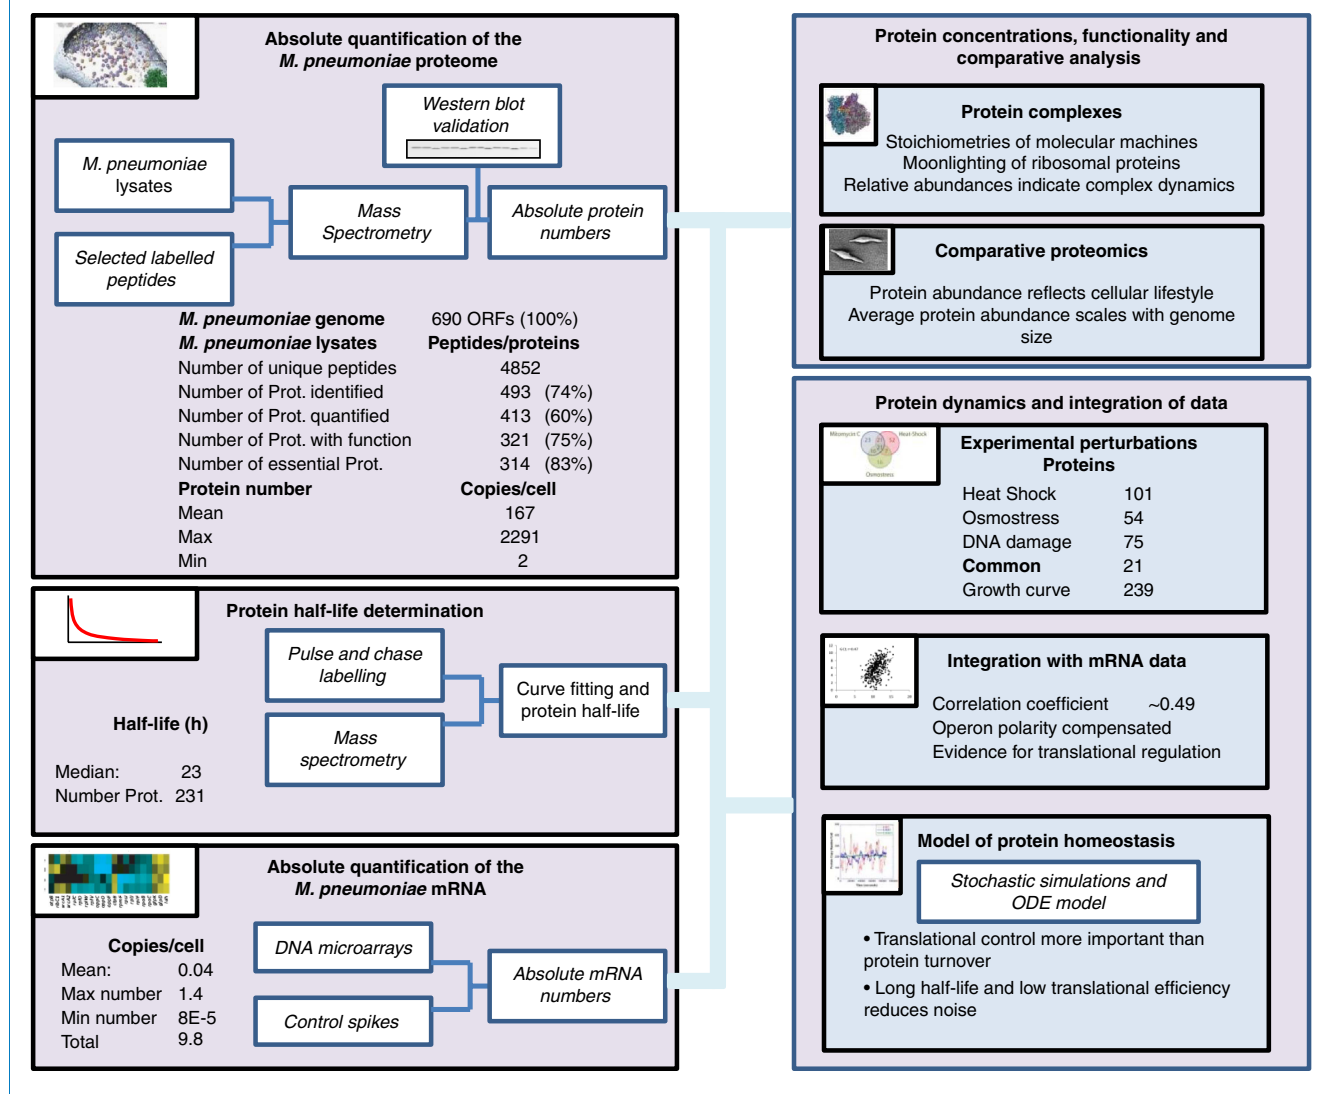 Absolute quantification of the
M. pneumoniae proteome
Western blot
validation
M. pneumoniae
lysates
Mass
Spectrometry
Absolute protein
numbers
Selected labelled
peptides
M. pneumoniae genome 690 ORFs (100%)
M. pneumoniae lysates Peptides/proteins
Number of unique peptides 4852
Number of Prot. identified 493 (74%)
Number of Prot. quantified 413 (60%)
Number of Prot. with function 321 (75%)
Number of essential Prot. 314 (83%)
Protein number Copies/cell
Mean 167
Max 2291
Min 2
Protein half-life determination
Pulse and chase
labelling
Mass
spectrometry
Curve fitting and
protein half-life
Half-life (h)
Median: 23
Number Prot. 231
Absolute quantification of the
M. pneumoniae mRNA
Copies/cell
Mean: 0.04
Max number 1.4
Min number 8E-5
Total 9.8
DNA microarrays
Control spikes
Absolute mRNA
numbers
Protein concentrations, functionality and
comparative analysis
Protein complexes
Stoichiometries of molecular machines
Moonlighting of ribosomal proteins
Relative abundances indicate complex dynamics
Comparative proteomics
Protein abundance reflects cellular lifestyle
Average protein abundance scales with genome
size
Protein dynamics and integration of data
Mitomycin C
Heat-Shock
Osmostress
Experimental perturbations
Proteins
Heat Shock 101
Osmostress 54
DNA damage 75
Common 21
Growth curve 239
Integration with mRNA data
Correlation coefficient ~0.49
Operon polarity compensated
Evidence for translational regulation
Model of protein homeostasis
Stochastic simulations and
ODE model
• Translational control more important than
protein turnover
• Long half-life and low translational efficiency
reduces noise